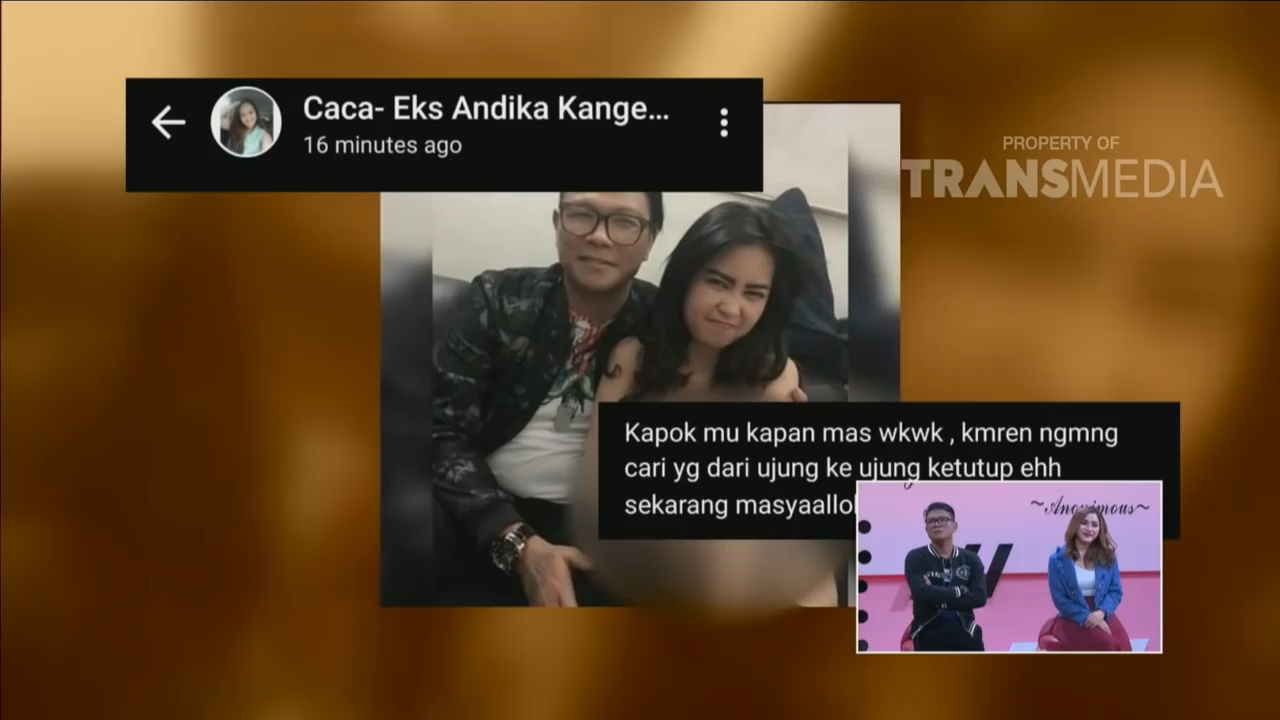 Caca- Eks Andika Kange...
16 minutes ago
PROPERTY OF
TRANSMEDIA
Kapok mu kapan mas wkwk , kmren ngmng
cari yg dari ujung ke ujung ketutup ehh
sekarang masyaallo
~Anonimous~